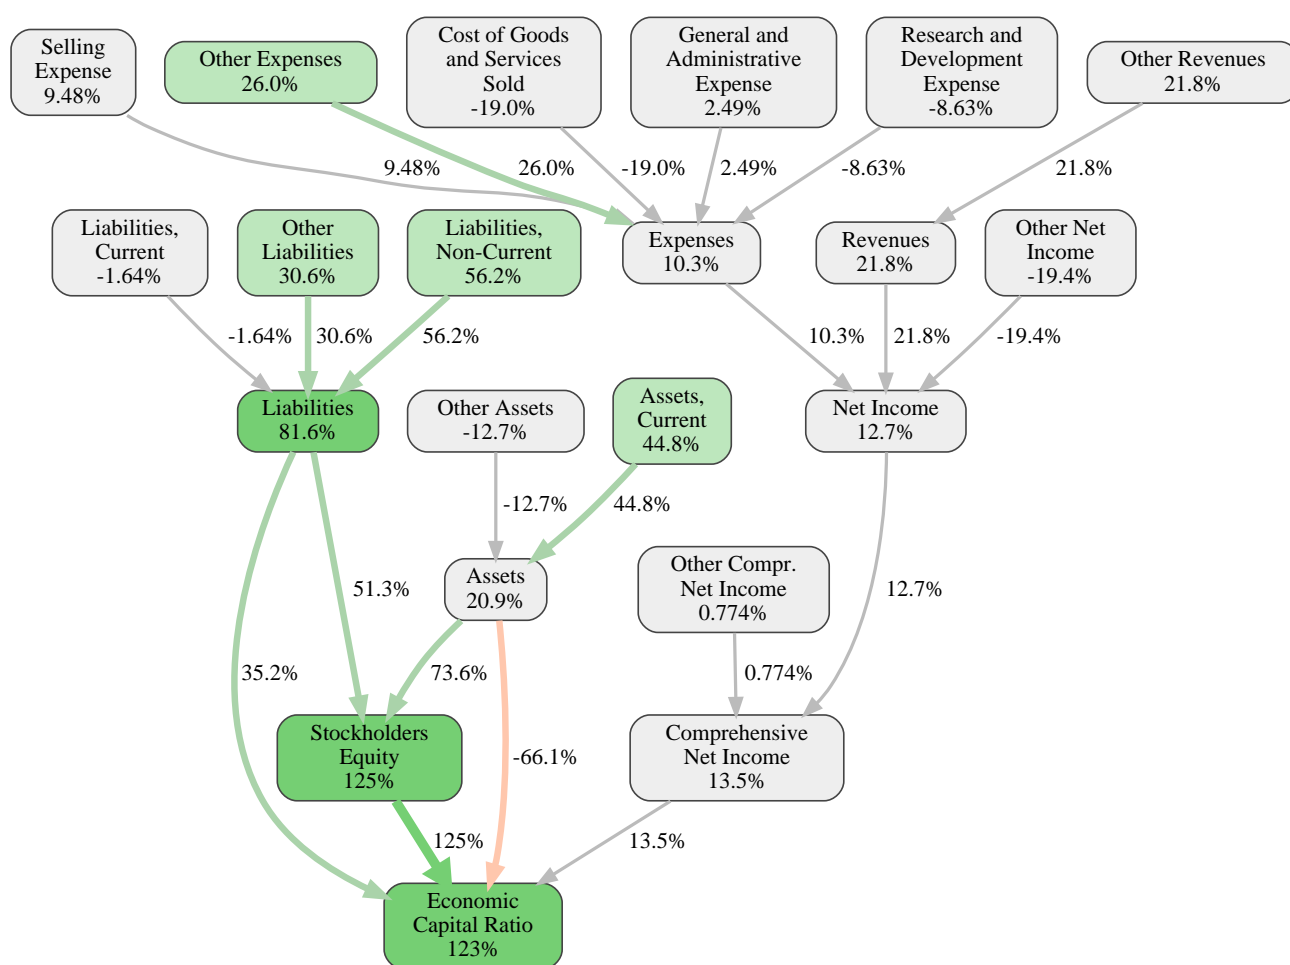 Selling
Expense
9.48%
Other Expenses
26.0%
Cost of Goods
and Services
Sold
-19.0%
General and
Administrative
Expense
2.49%
Research and
Development
Expense
-8.63%
Other Revenues
21.8%
9.48%
26.0%
-19.0%
2.49%
-8.63%
21.8%
Liabilities,
Current
-1.64%
Other
Liabilities
30.6%
Liabilities,
Non-Current
56.2%
Expenses
10.3%
Revenues
21.8%
Other Net
Income
-19.4%
-1.64%
30.6%
56.2%
10.3%
21.8%
-19.4%
Liabilities
81.6%
Other Assets
-12.7%
Assets,
Current
44.8%
Net Income
12.7%
-12.7%
44.8%
Assets
20.9%
Other Compr.
Net Income
0.774%
51.3%
12.7%
35.2%
73.6%
0.774%
Stockholders
Equity
125%
-66.1%
Comprehensive
Net Income
13.5%
125%
13.5%
Economic
Capital Ratio
123%